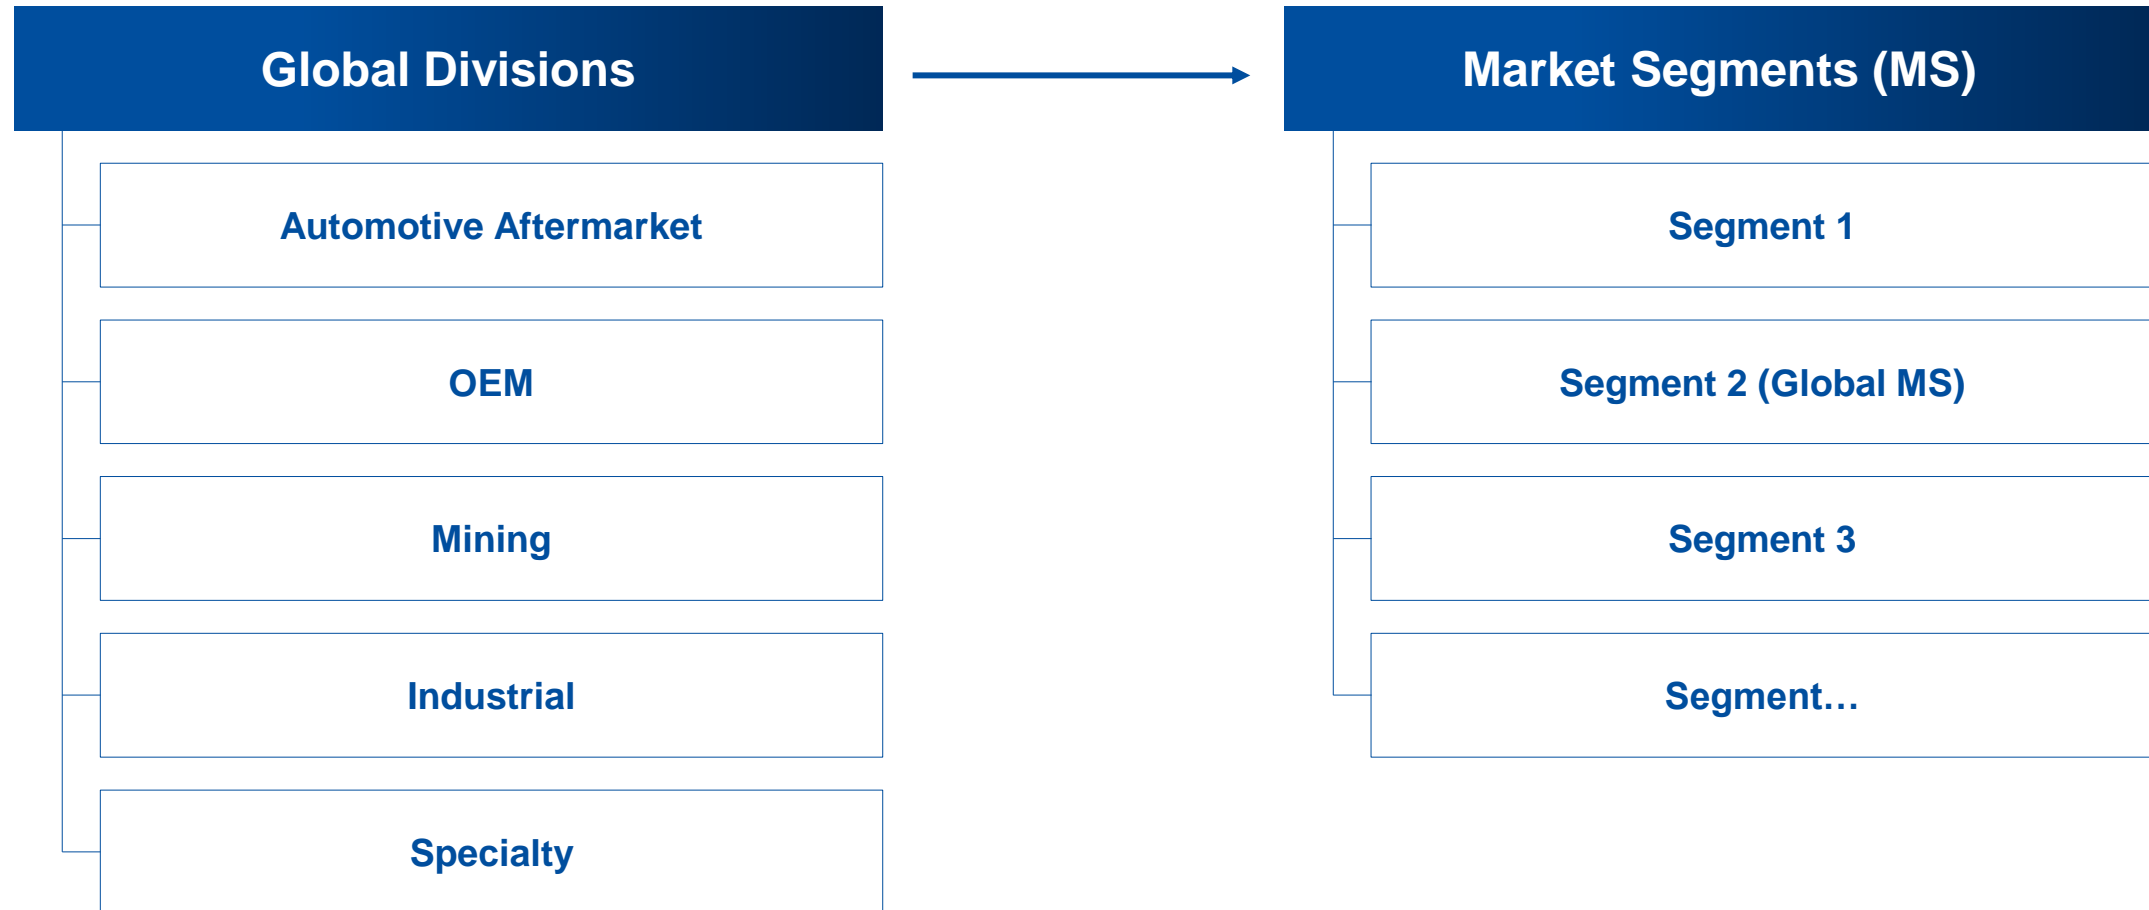 Global Divisions
Automotive Aftermarket
OEM
Mining
Industrial
Specialty
Market Segments (MS)
Segment 1
Segment 2 (Global MS)
Segment 3
Segment…